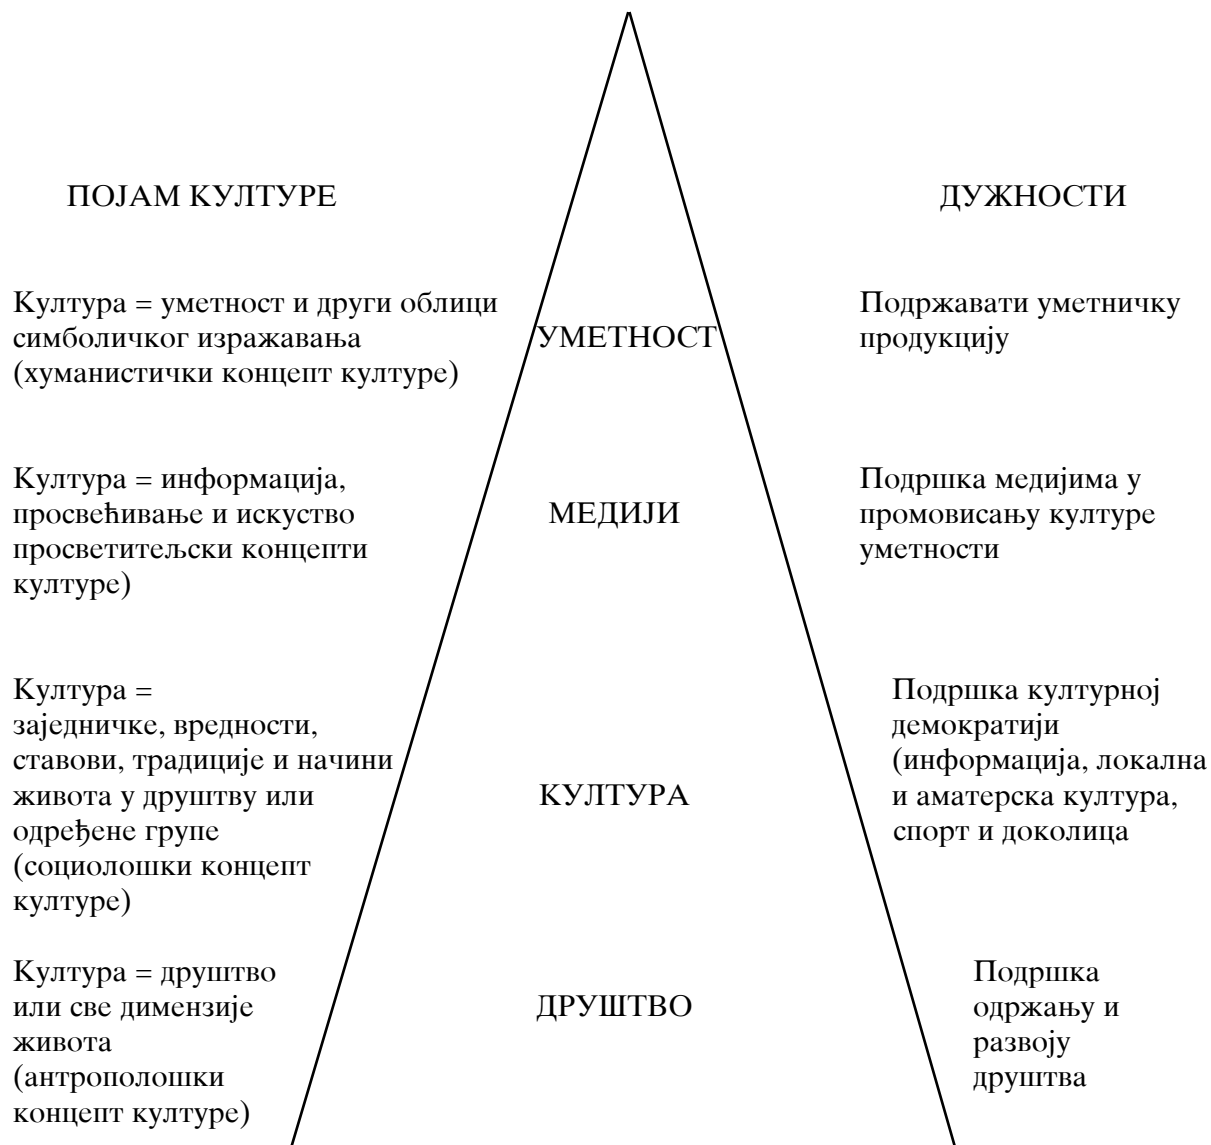 ПОЈАМ КУЛТУРЕ
ДУЖНОСТИ
Култура = уметност и други облици
симболичког изражавања
(хуманистички концепт културе)
УМЕТНОСТ
Подржавати уметничку
продукцију
Култура = информација,
просвећивање и искуство
просветитељски концепти
културе)
МЕДИЈИ
Подршка медијима у
промовисању културе
уметности
Култура =
заједничке, вредности,
ставови, традиције и начини
живота у друштву или
одређене групе
(социолошки концепт
културе)
КУЛТУРА
Подршка културној
демократији
(информација, локална
и аматерска култура,
спорт и доколица
Култура = друштво
или све димензије
живота
(антрополошки
концепт културе)
ДРУШТВО
Подршка
одржању и
развоју
друштва